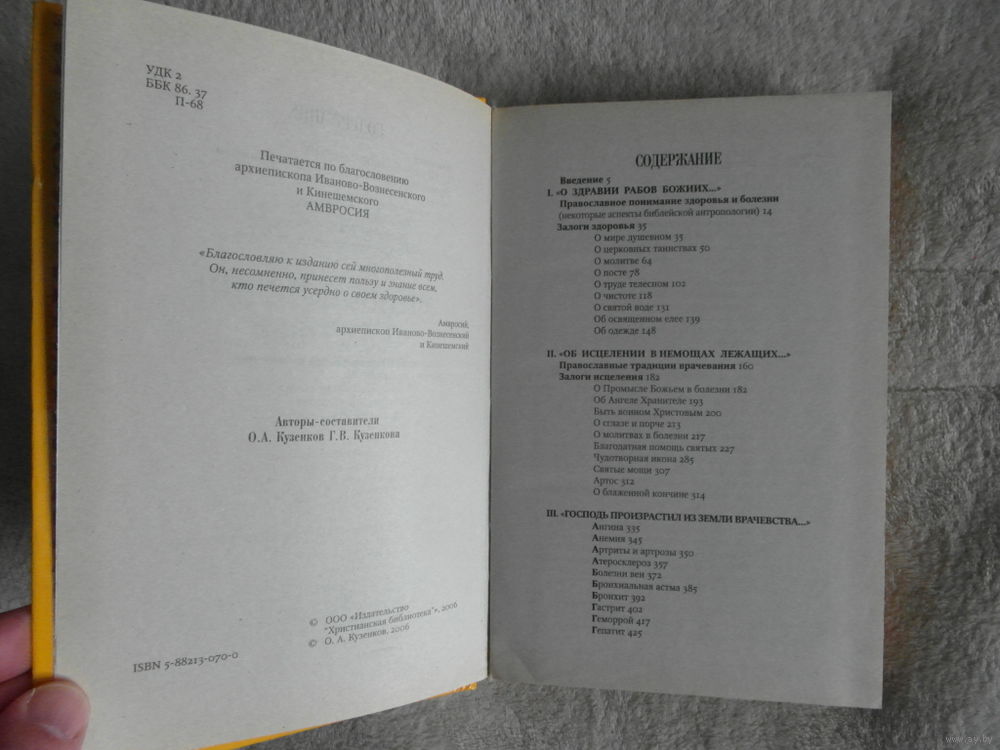 УДК 2
ББК 86. 37
П-68
Печатается по благословению
архиепископа Иваново-Вознесенского
и Кинешемского
АМВРОСИЯ
«Благословляю к изданию сей многополезный труд.
Он, несомненно, принесет пользу и знание всем,
кто печется усердно о своем здоровье».
Амвросий,
архиепископ Иваново-Вознесенский
и Кинешемский
Авторы-составители
О.А. Кузенков Г.В. Кузенкова
© ООО «Издательство
"Христианская библиотека"», 2006
© О. А. Кузенков, 2006
ISBN 5-88213-070-0
СОДЕРЖАНИЕ
Введение 5
I. «О ЗДРАВИИ РАБОВ БОЖИИХ...»
Православное понимание здоровья и болезни
(некоторые аспекты библейской антропологии) 14
Залоги здоровья 35
О мире душевном 35
О церковных таинствах 50
О молитве 64
О посте 78
О труде телесном 102
О чистоте 118
О святой воде 131
Об освященном елее 139
Об одежде 148
II. «ОБ ИСЦЕЛЕНИИ В НЕМОЩАХ ЛЕЖАЩИХ...»
Православные традиции врачевания 160
Залоги исцеления 182
О Промысле Божьем в болезни 182
Об Ангеле Хранителе 193
Быть воином Христовым 200
О сглазе и порче 213
О молитвах в болезни 217
Благодатная помощь святых 227
Чудотворная икона 285
Святые мощи 307
Артос 312
О блаженной кончине 314
III. «ГОСПОДЬ ПРОИЗРАСТИЛ ИЗ ЗЕМЛИ ВРАЧЕВСТВА...»
Ангина 335
Анемия 345
Артриты и артрозы 350
Атеросклероз 357
Болезни вен 372
Бронхиальная астма 385
Бронхит 392
Гастрит 402
Геморрой 417
Гепатит 425
www.ay.by